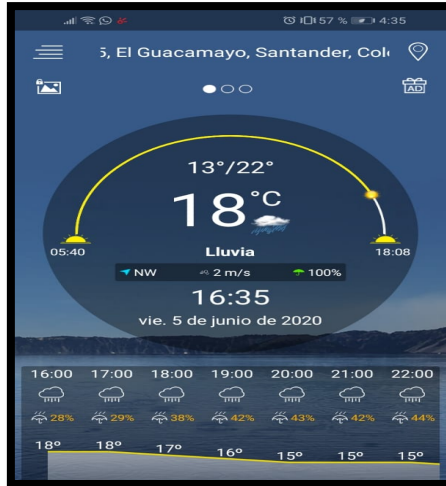 57 % 4:35
5, El Guacamayo, Santander, Col
AD
13°/22°
18°C
05:40 Lluvia 18:08
NW 2 m/s 100%
16:35
vie. 5 de junio de 2020
16:00 17:00 18:00 19:00 20:00 21:00 22:00
28% 29% 38% 42% 43% 42% 44%
18° 18° 17° 16° 15° 15° 15°